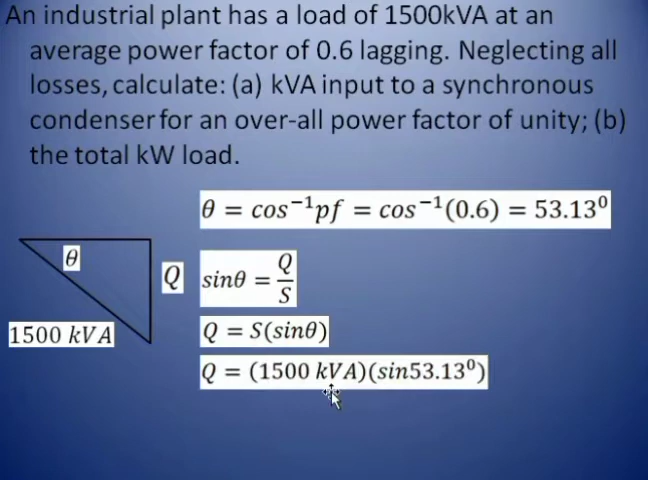 An industrial plant has a load of 1500kVA at an
average power factor of 0.6 lagging. Neglecting all
losses, calculate: (a) kVA input to a synchronous
condenser for an over-all power factor of unity; (b)
the total kW load.
θ = cos⁻¹pf = cos⁻¹(0.6) = 53.13⁰
θ
Q
sinθ = Q/S
1500 kVA
Q = S(sinθ)
Q = (1500 kVA)(sin53.13⁰)